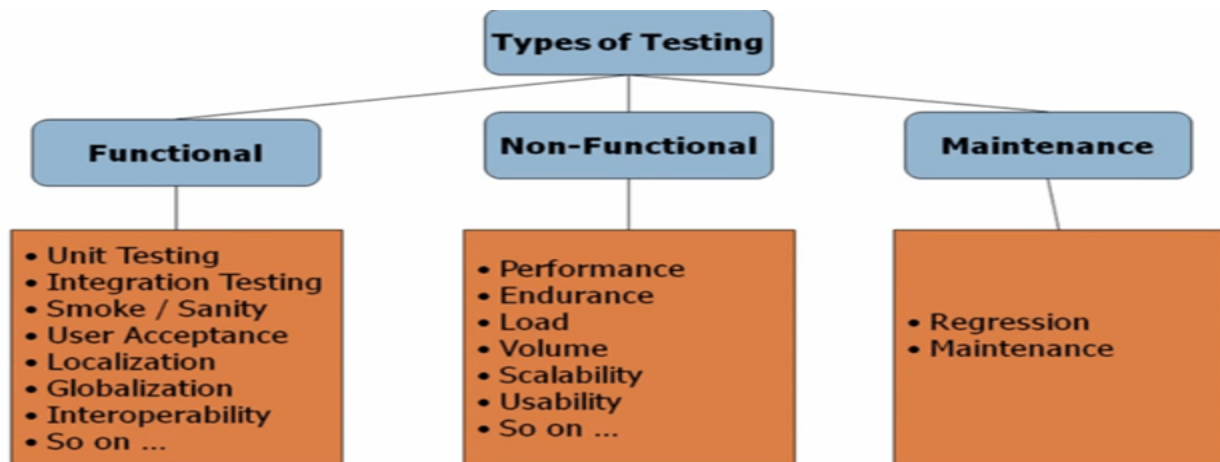 Types of Testing
Functional
Non-Functional
Maintenance
• Unit Testing
• Integration Testing
• Smoke / Sanity
• User Acceptance
• Localization
• Globalization
• Interoperability
• So on ...
• Performance
• Endurance
• Load
• Volume
• Scalability
• Usability
• So on ...
• Regression
• Maintenance